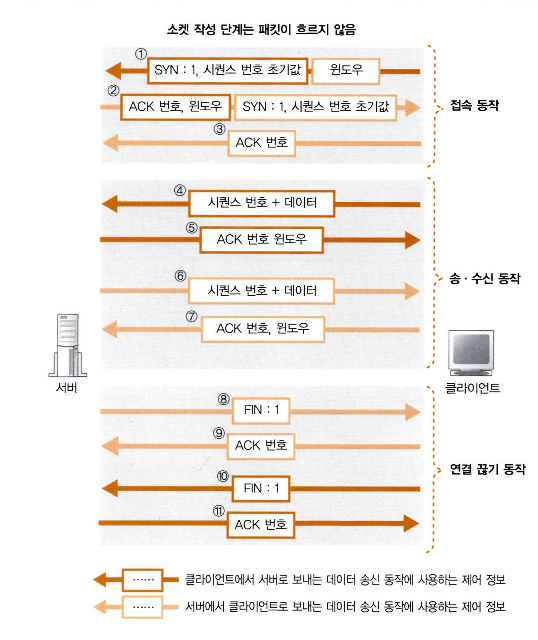 소켓 작성 단계는 패킷이 흐르지 않음
① SYN : 1, 시퀀스 번호 초기값 윈도우
② ACK 번호, 윈도우 SYN : 1, 시퀀스 번호 초기값
접속 동작
③ ACK 번호
④ 시퀀스 번호 + 데이터
⑤ ACK 번호 윈도우
송 · 수신 동작
⑥ 시퀀스 번호 + 데이터
⑦ ACK 번호, 윈도우
서버
클라이언트
⑧ FIN : 1
⑨ ACK 번호
연결 끊기 동작
⑩ FIN : 1
⑪ ACK 번호
…… 클라이언트에서 서버로 보내는 데이터 송신 동작에 사용하는 제어 정보
…… 서버에서 클라이언트로 보내는 데이터 송신 동작에 사용하는 제어 정보